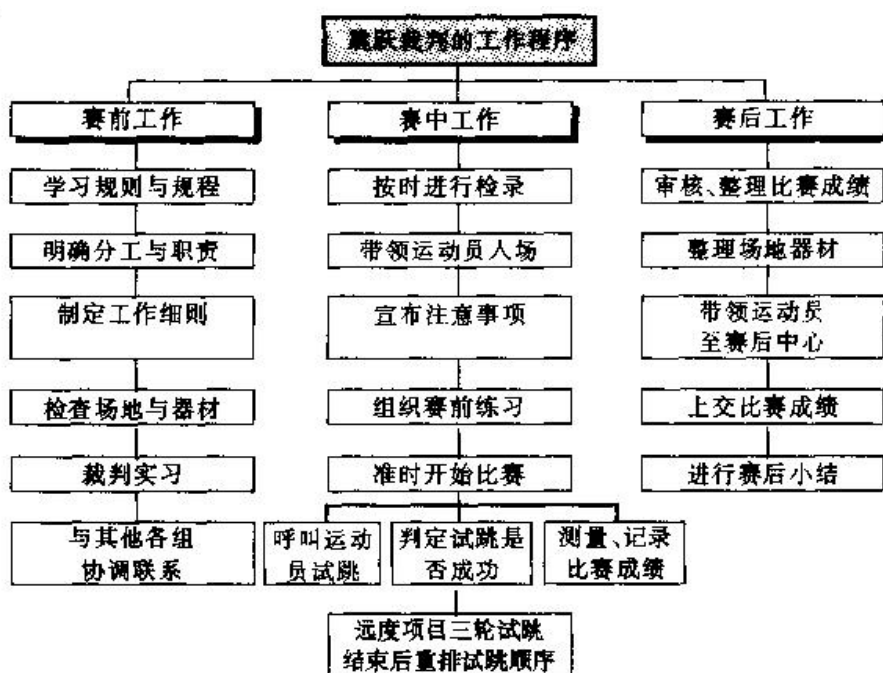 跳跃裁判的工作程序
赛前工作
赛中工作
赛后工作
学习规则与规程
按时进行检录
审核、整理比赛成绩
明确分工与职责
带领运动员人场
整理场地器材
制定工作细则
宣布注意事项
带领运动员
至赛后中心
检查场地与器材
组织赛前练习
上交比赛成绩
裁判实习
准时开始比赛
进行赛后小结
与其他各组
协调联系
呼叫运动
员试跳
判定试跳是
否成功
测量、记录
比赛成绩
远度项目三轮试跳
结束后重排试跳顺序